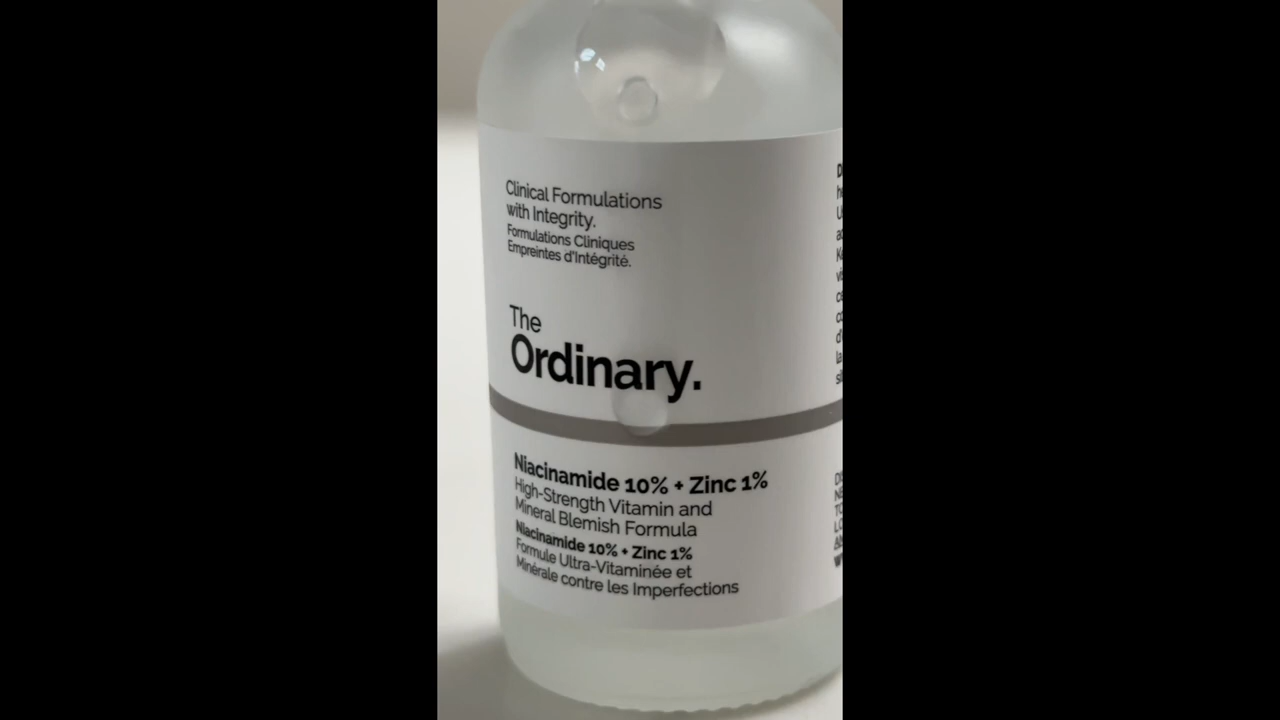 Clinical Formulations
with Integrity.
Formulations Cliniques
Empreintes d'Intégrité.
The
Ordinary.
Niacinamide 10% + Zinc 1%
High-Strength Vitamin and
Mineral Blemish Formula
Niacinamide 10% + Zinc 1%
Formule Ultra-Vitaminée et
Minérale contre les Imperfections